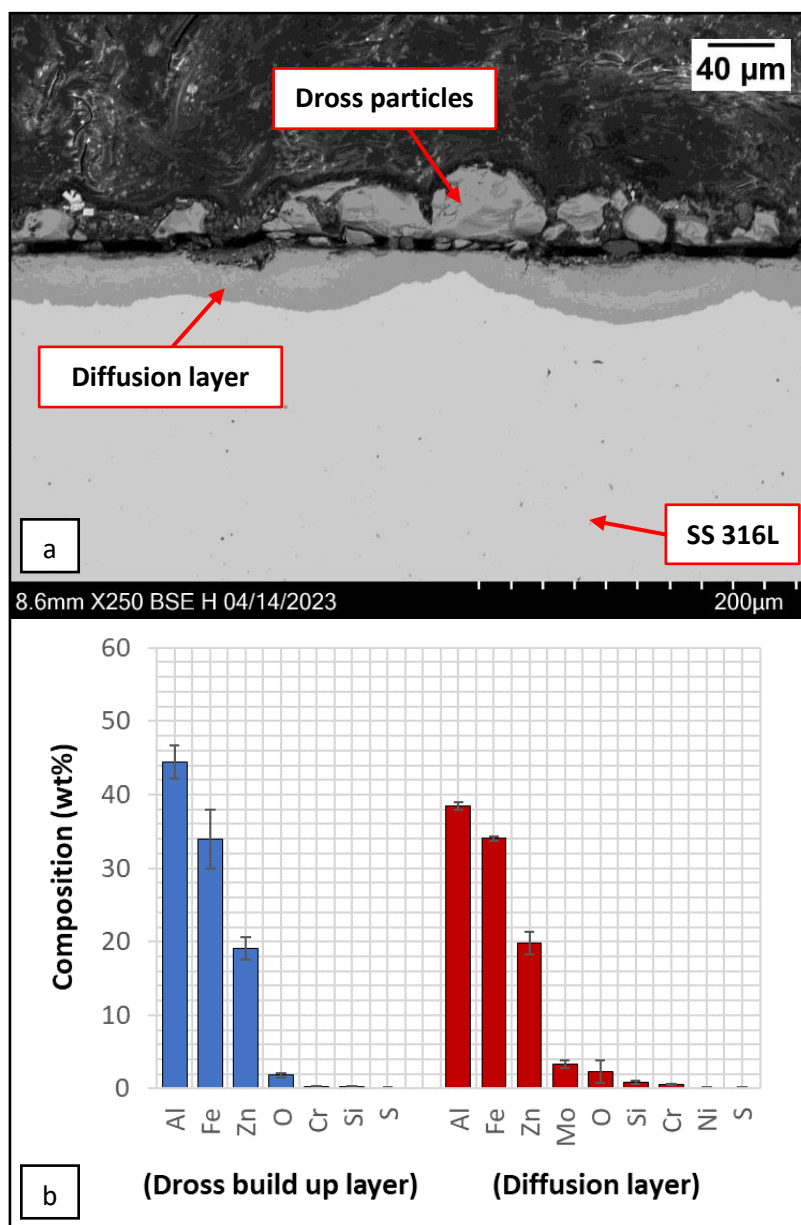 40 µm
Dross particles
Diffusion layer
SS 316L
a
8.6mm X250 BSE H 04/14/2023 200µm
60
50
40
30
20
10
0
Composition (wt%)
Al Fe Zn O Cr Si S Al Fe Zn Mo O Si Cr Ni S
(Dross build up layer) (Diffusion layer)
b